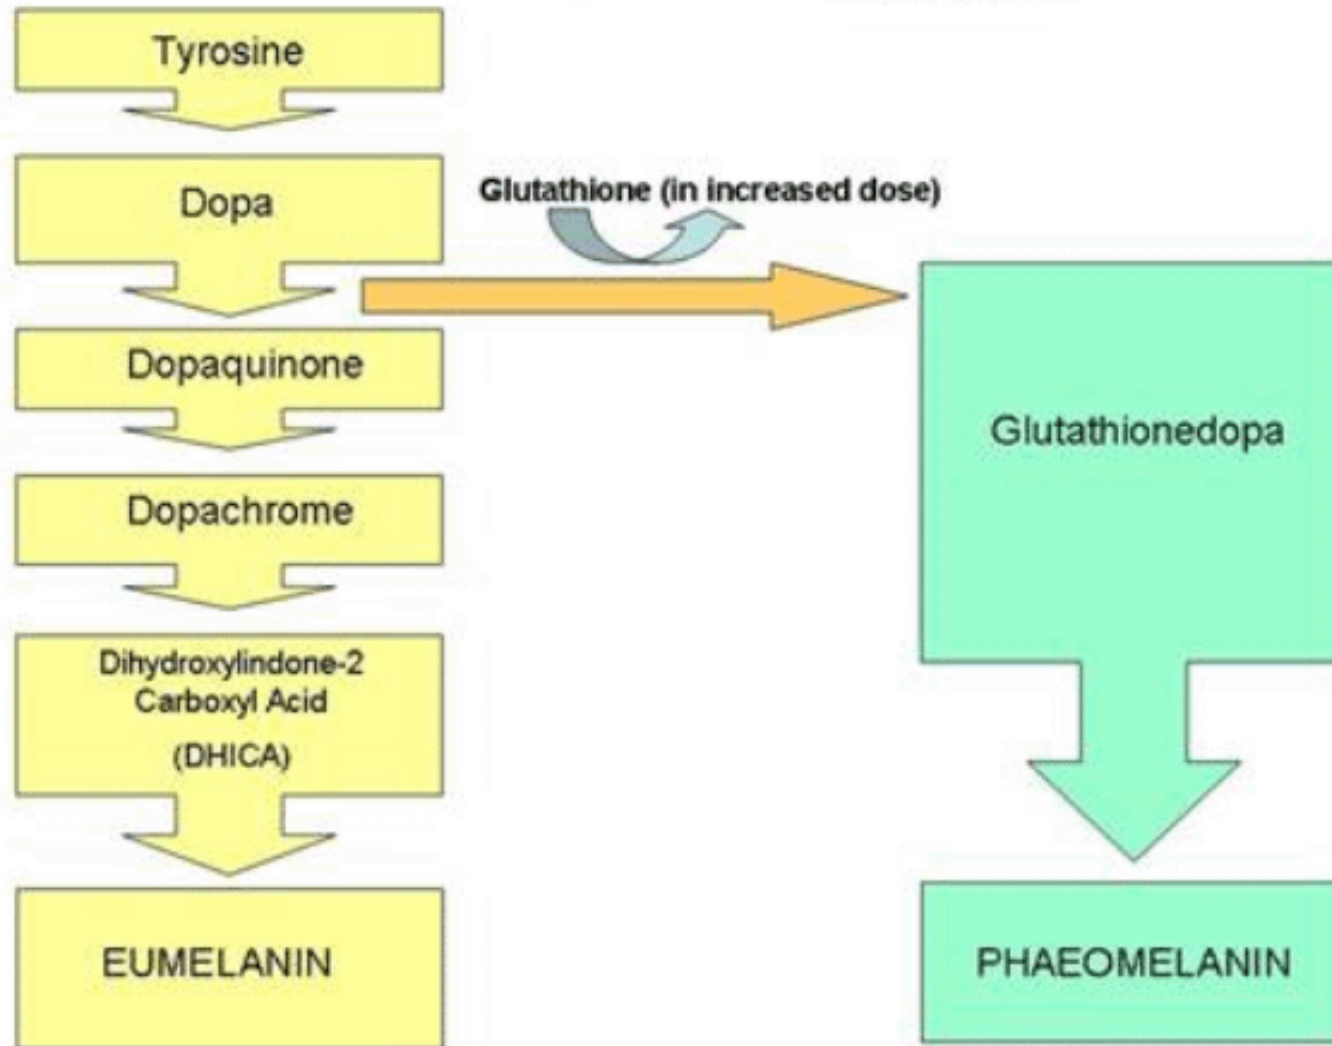 Tyrosine
Dopa
Glutathione (in increased dose)
Dopaquinone
Glutathionedopa
Dopachrome
Dihydroxylindone-2
Carboxyl Acid
(DHICA)
EUMELANIN
PHAEOMELANIN